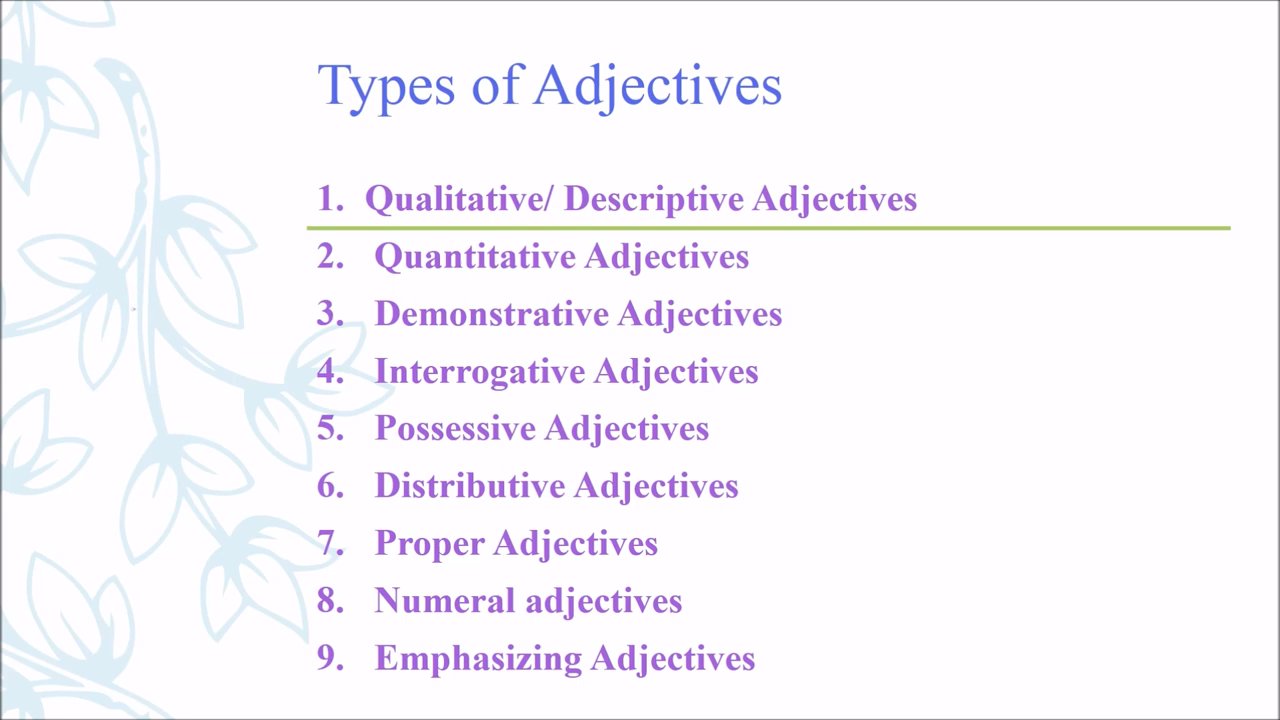 Types of Adjectives
1. Qualitative/ Descriptive Adjectives
2. Quantitative Adjectives
3. Demonstrative Adjectives
4. Interrogative Adjectives
5. Possessive Adjectives
6. Distributive Adjectives
7. Proper Adjectives
8. Numeral adjectives
9. Emphasizing Adjectives